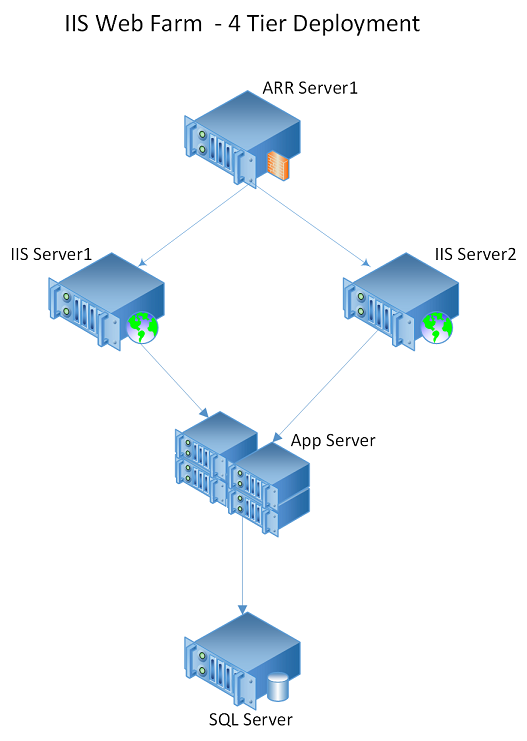 IIS Web Farm - 4 Tier Deployment
ARR Server1
IIS Server1
IIS Server2
App Server
SQL Server